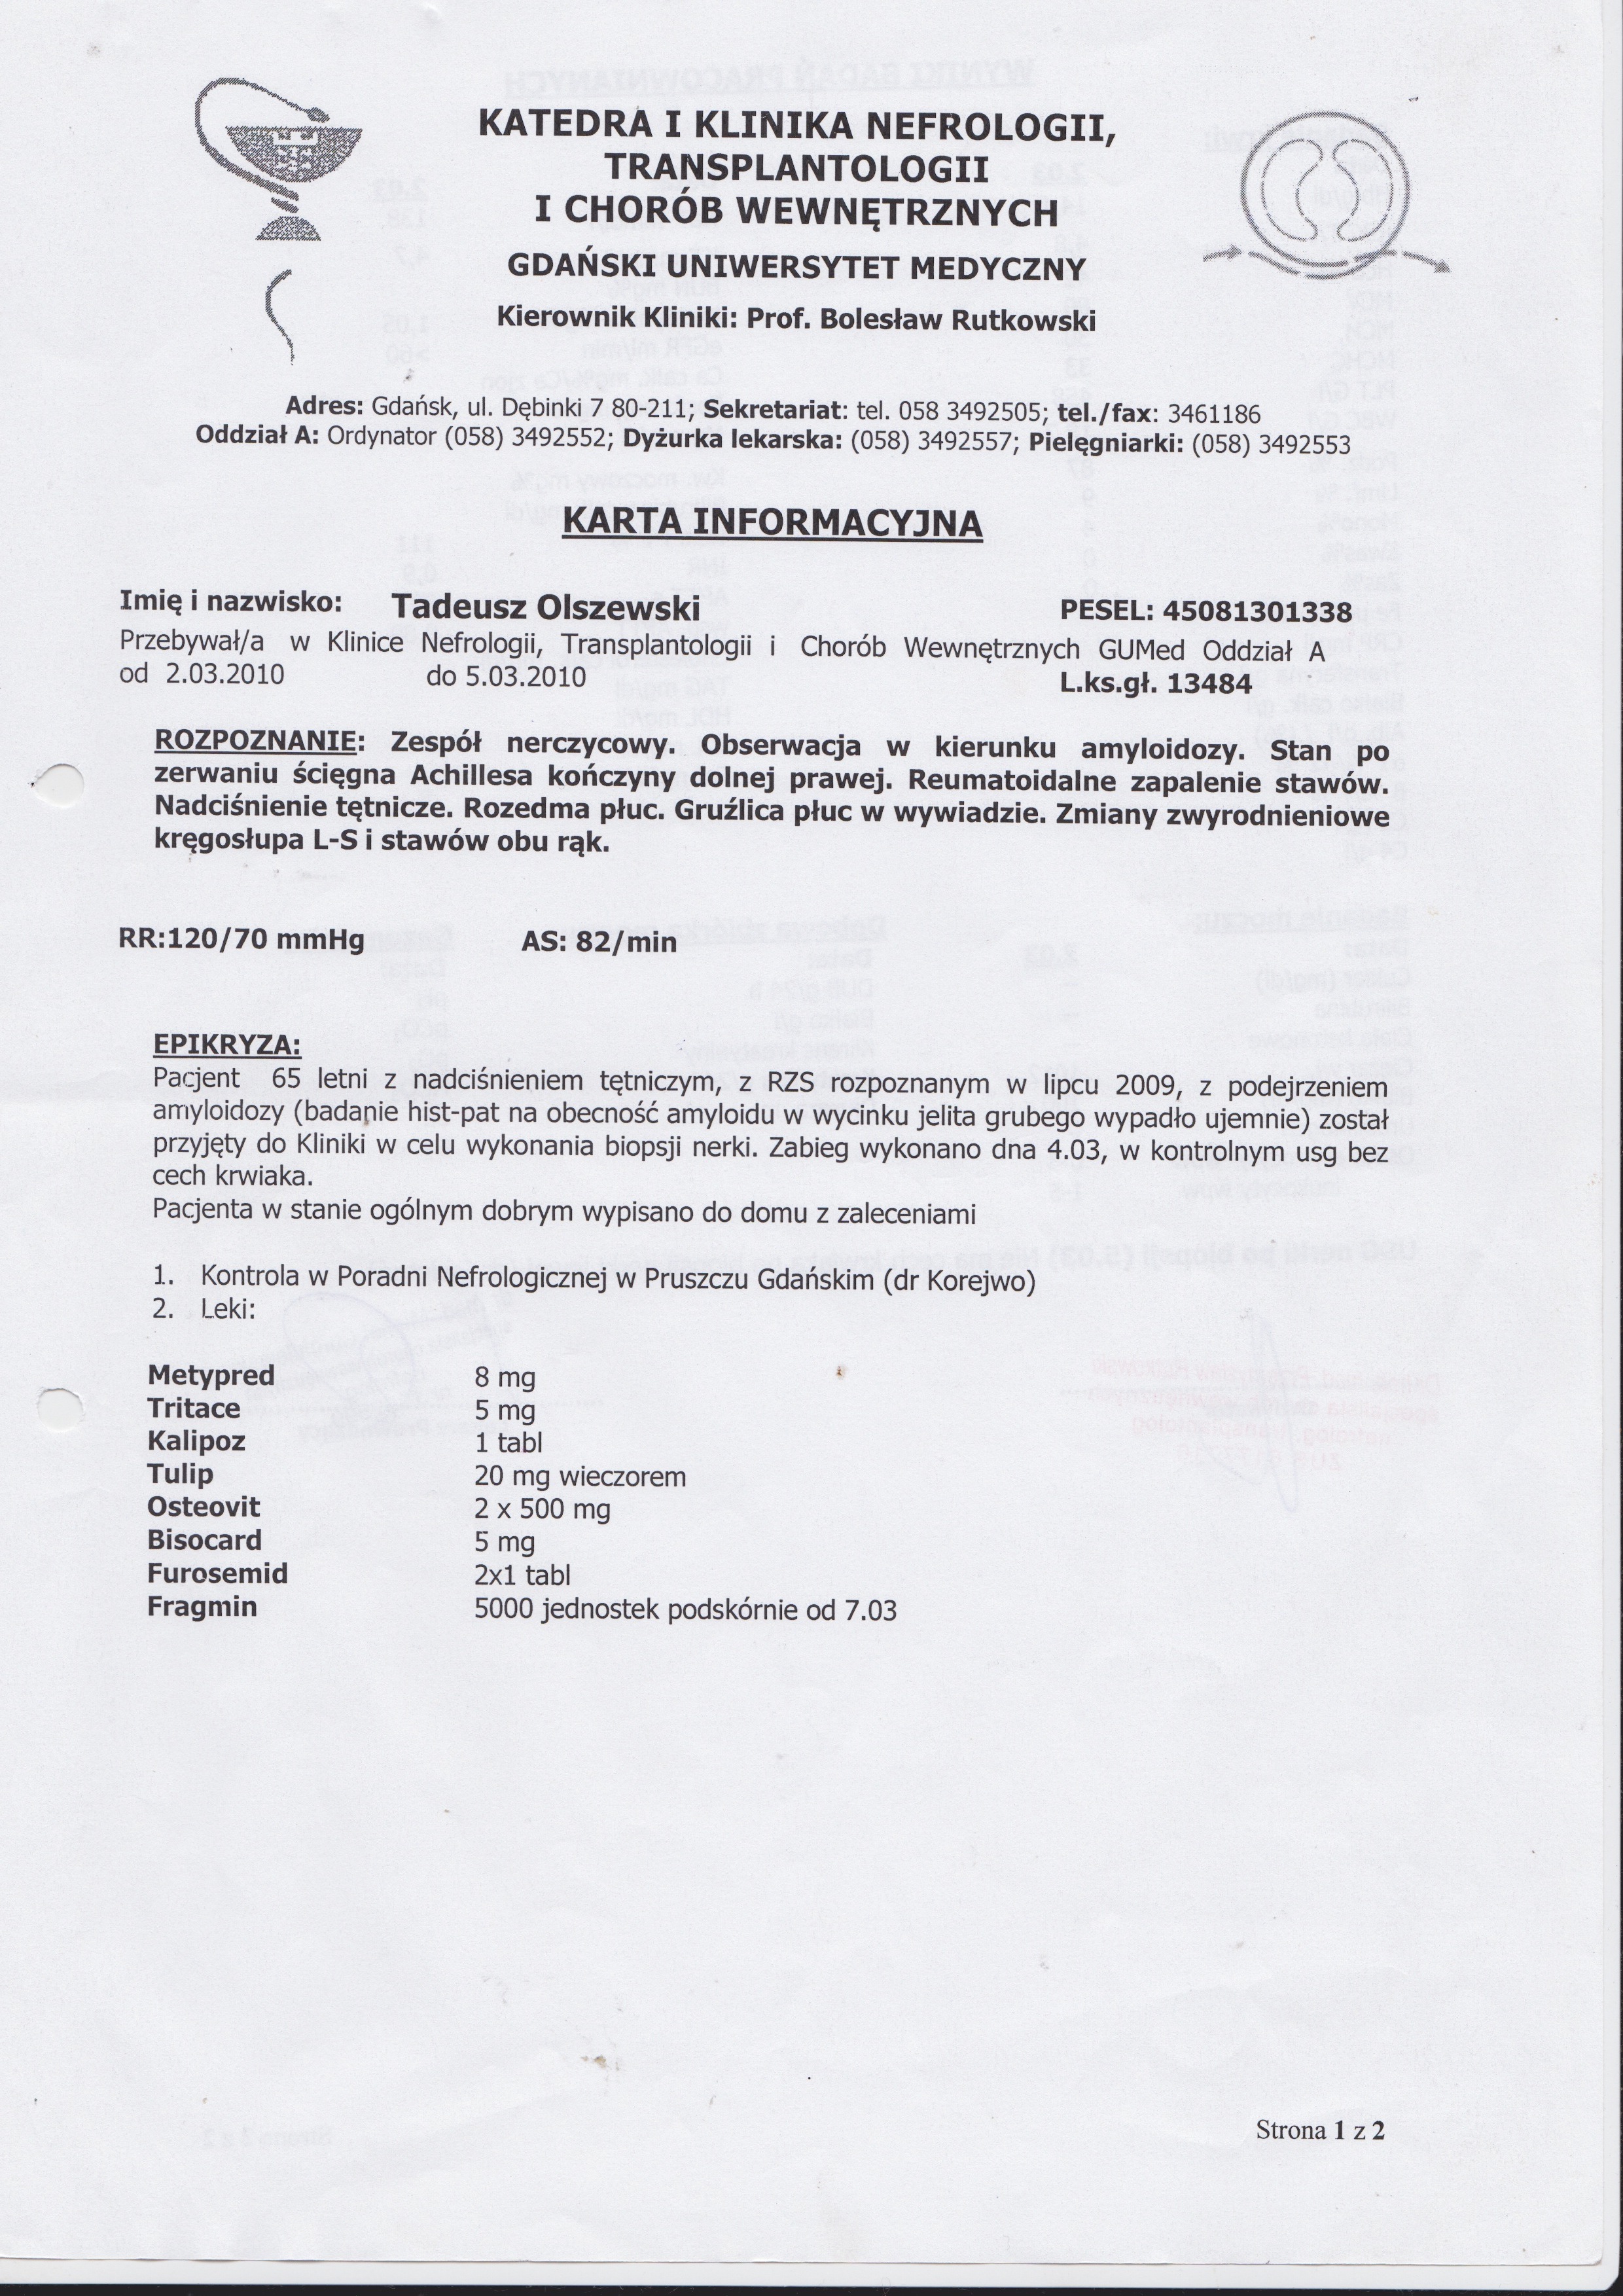 KATEDRA I KLINIKA NEFROLOGII,
TRANSPLANTOLOGII
I CHORÓB WEWNĘTRZNYCH
GDAŃSKI UNIWERSYTET MEDYCZNY
Kierownik Kliniki: Prof. Bolesław Rutkowski
Adres: Gdańsk, ul. Dębinki 7 80-211; Sekretariat: tel. 058 3492505; tel./fax: 3461186
Oddział A: Ordynator (058) 3492552; Dyżurka lekarska: (058) 3492557; Pielęgniarki: (058) 3492553
KARTA INFORMACYJNA
Imię i nazwisko: Tadeusz Olszewski PESEL: 45081301338
Przebywał/a w Klinice Nefrologii, Transplantologii i Chorób Wewnętrznych GUMed Oddział A
od 2.03.2010 do 5.03.2010 L.ks.gł. 13484
ROZPOZNANIE: Zespół nerczycowy. Obserwacja w kierunku amyloidozy. Stan po
zerwaniu ścięgna Achillesa kończyny dolnej prawej. Reumatoidalne zapalenie stawów.
Nadciśnienie tętnicze. Rozedma płuc. Gruźlica płuc w wywiadzie. Zmiany zwyrodnieniowe
kręgosłupa L-S i stawów obu rąk.
RR:120/70 mmHg AS: 82/min
EPIKRYZA:
Pacjent 65 letni z nadciśnieniem tętniczym, z RZS rozpoznanym w lipcu 2009, z podejrzeniem
amyloidozy (badanie hist-pat na obecność amyloidu w wycinku jelita grubego wypadło ujemnie) został
przyjęty do Kliniki w celu wykonania biopsji nerki. Zabieg wykonano dna 4.03, w kontrolnym usg bez
cech krwiaka.
Pacjenta w stanie ogólnym dobrym wypisano do domu z zaleceniami
1. Kontrola w Poradni Nefrologicznej w Pruszczu Gdańskim (dr Korejwo)
2. Leki:
Metypred 8 mg
Tritace 5 mg
Kalipoz 1 tabl
Tulip 20 mg wieczorem
Osteovit 2 x 500 mg
Bisocard 5 mg
Furosemid 2x1 tabl
Fragmin 5000 jednostek podskórnie od 7.03
Strona 1 z 2